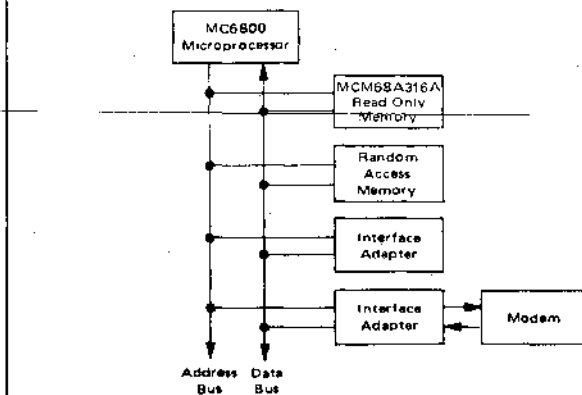 MC6800
Microprocessor
MCM68A316A
Read Only
Memory
Random
Access
Memory
Interface
Adapter
Interface
Adapter
Modem
Address
Bus
Data
Bus